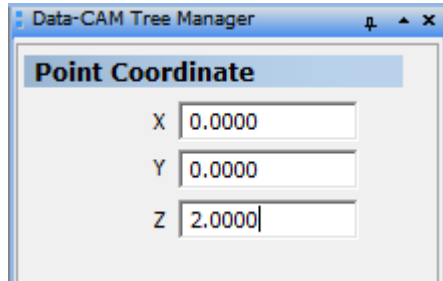 Data-CAM Tree Manager
Point Coordinate
X 0.0000
Y 0.0000
Z 2.0000